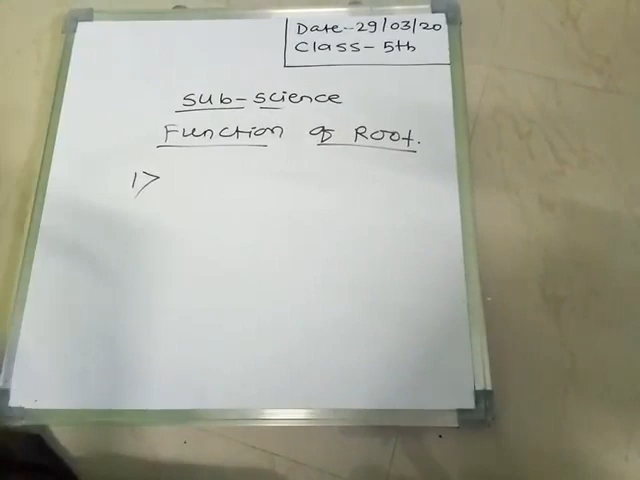 Date--29/03/20
Class- 5th
Sub-Science
Function of Root.
1>